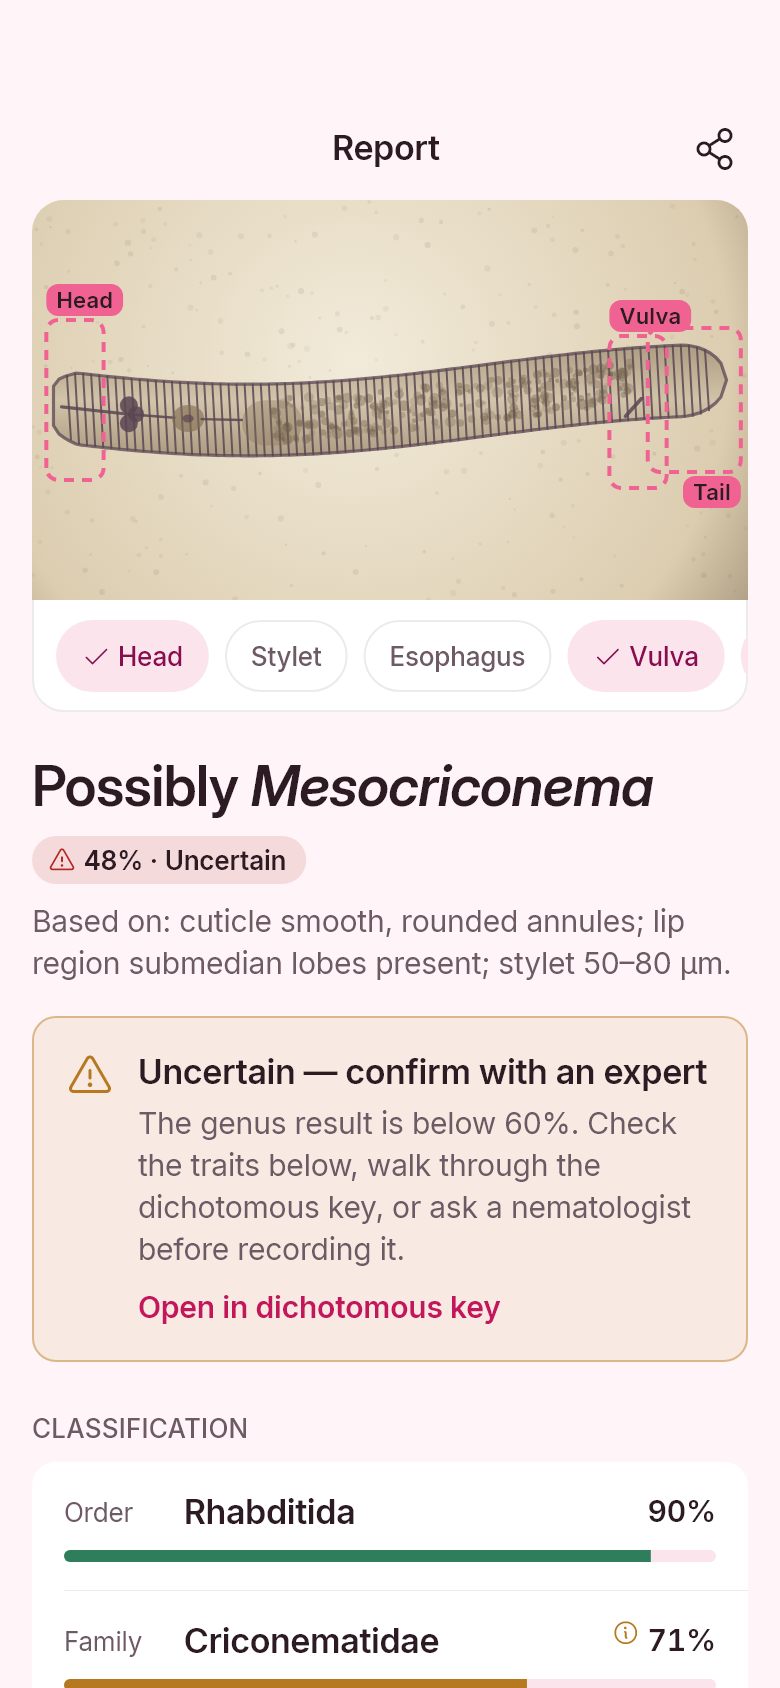 Report
Head
Vulva
Tail
Head
Stylet
Esophagus
Vulva
Possibly Mesocriconema
48% · Uncertain
Based on: cuticle smooth, rounded annules; lip
region submedian lobes present; stylet 50–80 µm.
Uncertain — confirm with an expert
The genus result is below 60%. Check
the traits below, walk through the
dichotomous key, or ask a nematologist
before recording it.
Open in dichotomous key
CLASSIFICATION
Order Rhabditida 90%
Family Criconematidae 71%